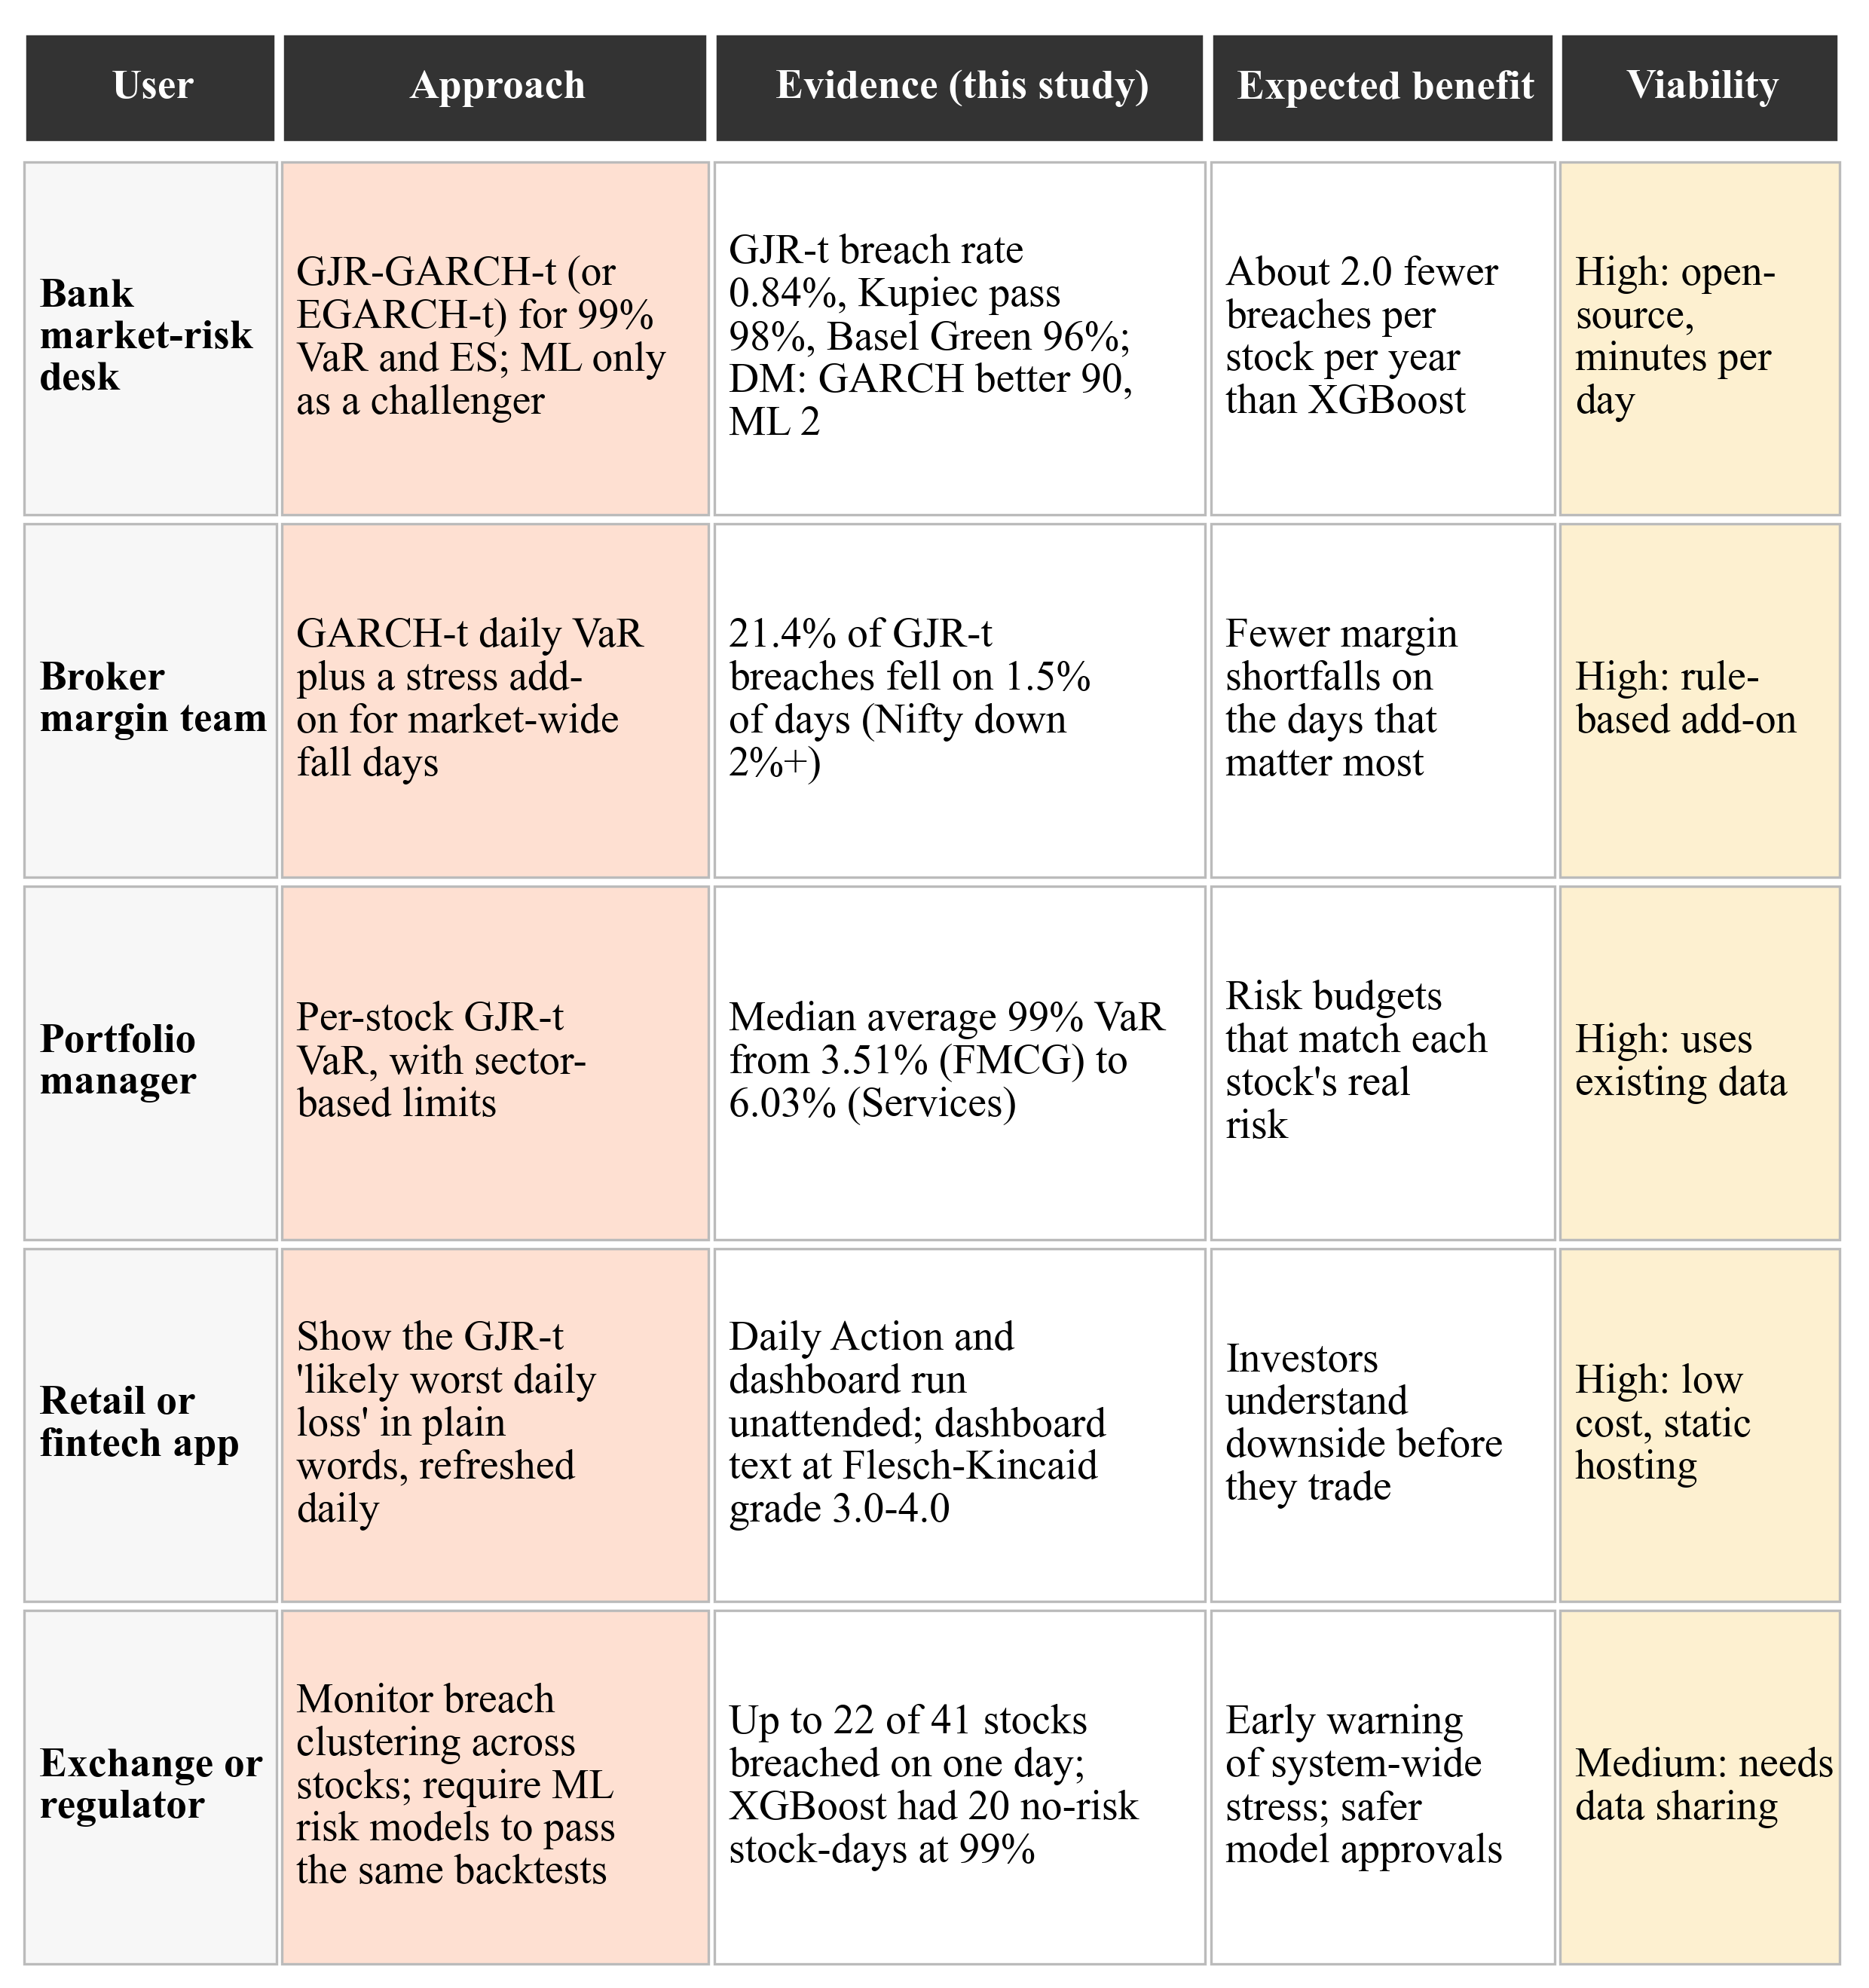 User
Approach
Evidence (this study)
Expected benefit
Viability
Bank
market-risk
desk
GJR-GARCH-t (or
EGARCH-t) for 99%
VaR and ES; ML only
as a challenger
GJR-t breach rate
0.84%, Kupiec pass
98%, Basel Green 96%;
DM: GARCH better 90,
ML 2
About 2.0 fewer
breaches per
stock per year
than XGBoost
High: open-
source,
minutes per
day
Broker
margin team
GARCH-t daily VaR
plus a stress add-
on for market-wide
fall days
21.4% of GJR-t
breaches fell on 1.5%
of days (Nifty down
2%+)
Fewer margin
shortfalls on
the days that
matter most
High: rule-
based add-on
Portfolio
manager
Per-stock GJR-t
VaR, with sector-
based limits
Median average 99% VaR
from 3.51% (FMCG) to
6.03% (Services)
Risk budgets
that match each
stock's real
risk
High: uses
existing data
Retail or
fintech app
Show the GJR-t
'likely worst daily
loss' in plain
words, refreshed
daily
Daily Action and
dashboard run
unattended; dashboard
text at Flesch-Kincaid
grade 3.0-4.0
Investors
understand
downside before
they trade
High: low
cost, static
hosting
Exchange or
regulator
Monitor breach
clustering across
stocks; require ML
risk models to pass
the same backtests
Up to 22 of 41 stocks
breached on one day;
XGBoost had 20 no-risk
stock-days at 99%
Early warning
of system-wide
stress; safer
model approvals
Medium: needs
data sharing